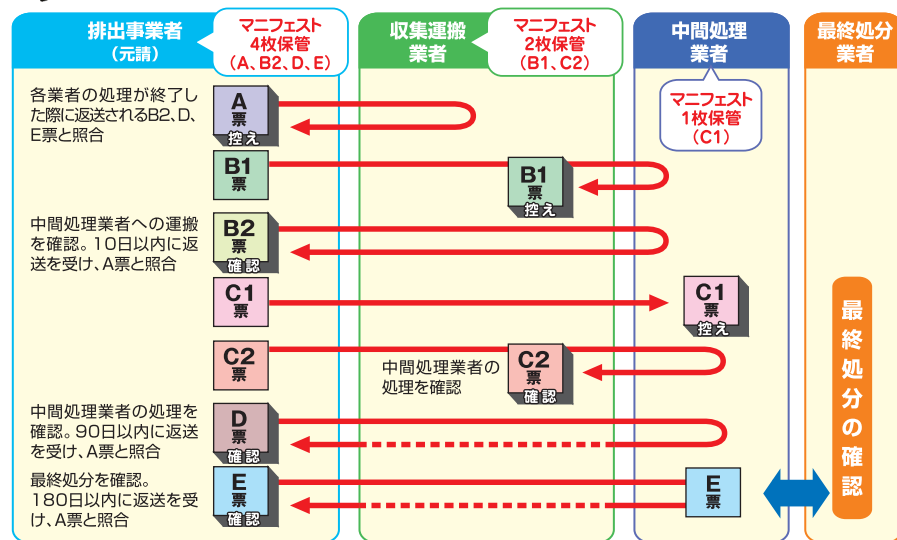 排出事業者
（元請）
マニフェスト
4枚保管
（A、B2、D、E）
収集運搬
業者
マニフェスト
2枚保管
（B1、C2）
中間処理
業者
マニフェスト
1枚保管
（C1）
最終処分
業者
各業者の処理が終了し
た際に返送されるB2、D、
E票と照合
A
票
控え
B1
票
B1
票
控え
中間処理業者への運搬
を確認。10日以内に返
送を受け、A票と照合
B2
票
確認
C1
票
C1
票
控え
C2
票
中間処理業者の
処理を確認
C2
票
確認
中間処理業者の処理を
確認。90日以内に返送
を受け、A票と照合
D
票
確認
最終処分を確認。
180日以内に返送を受
け、A票と照合
E
票
確認
E
票
最終処分の確認